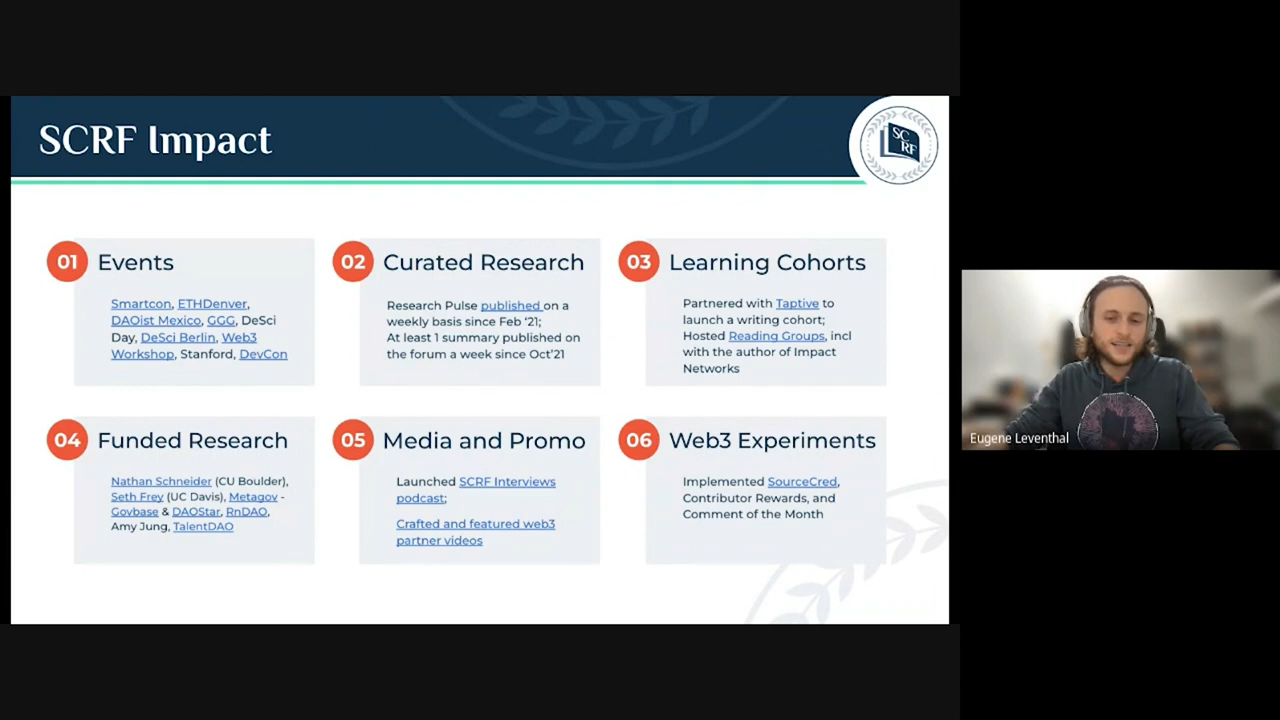 SCRF Impact
SC
RF
01
Events
Smartcon, ETHDenver,
DAOist Mexico, GGG, DeSci
Day, DeSci Berlin, Web3
Workshop, Stanford, DevCon
02
Curated Research
Research Pulse published on a
weekly basis since Feb '21;
At least 1 summary published on
the forum a week since Oct'21
03
Learning Cohorts
Partnered with Taptive to
launch a writing cohort;
Hosted Reading Groups, incl
with the author of Impact
Networks
04
Funded Research
Nathan Schneider (CU Boulder),
Seth Frey (UC Davis), Metagov -
Govbase & DAOStar, RnDAO,
Amy Jung, TalentDAO
05
Media and Promo
Launched SCRF Interviews
podcast;
Crafted and featured web3
partner videos
06
Web3 Experiments
Implemented SourceCred,
Contributor Rewards, and
Comment of the Month
Eugene Leventhal